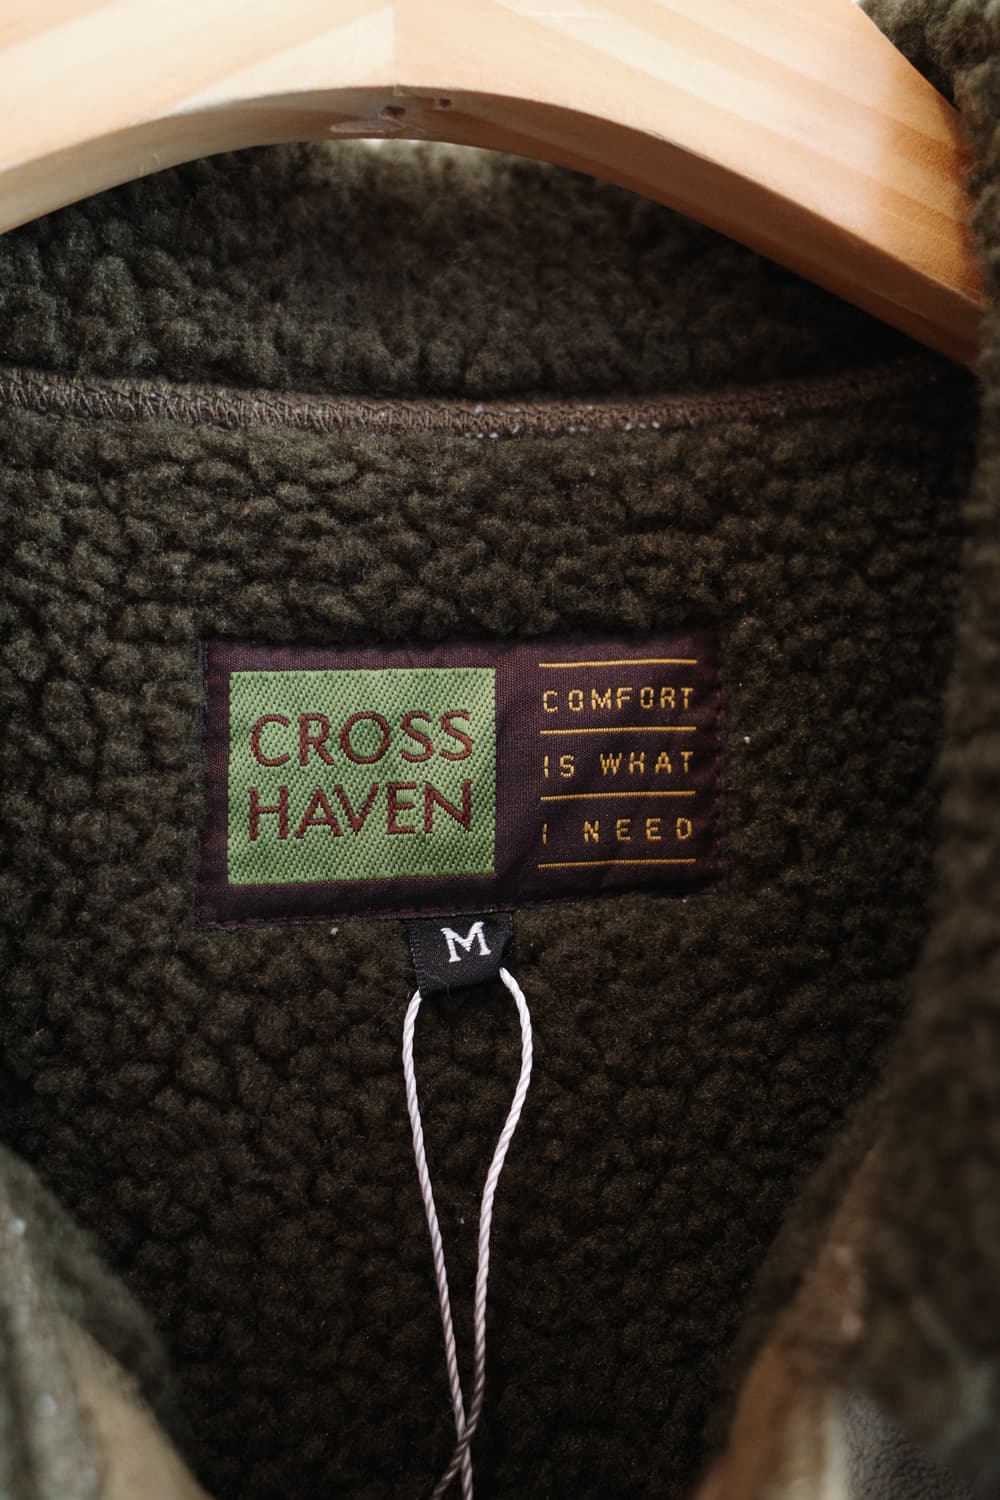 CROSS
HAVEN
COMFORT
IS WHAT
I NEED
M